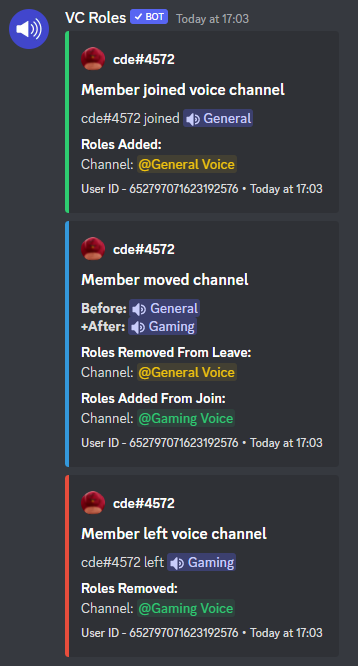 VC Roles ✓ BOT Today at 17:03
cde#4572
Member joined voice channel
cde#4572 joined General
Roles Added:
Channel: @General Voice
User ID - 652797071623192576 • Today at 17:03
cde#4572
Member moved channel
Before: General
+After: Gaming
Roles Removed From Leave:
Channel: @General Voice
Roles Added From Join:
Channel: @Gaming Voice
User ID - 652797071623192576 • Today at 17:03
cde#4572
Member left voice channel
cde#4572 left Gaming
Roles Removed:
Channel: @Gaming Voice
User ID - 652797071623192576 • Today at 17:03